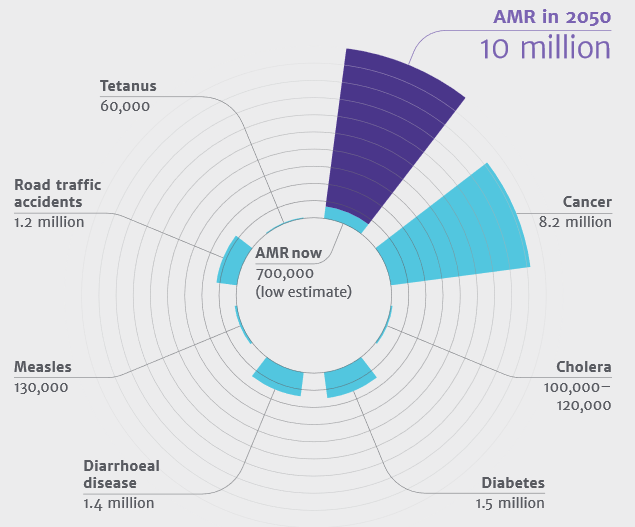 AMR in 2050
10 million
Tetanus
60,000
Road traffic
accidents
1.2 million
Cancer
8.2 million
AMR now
700,000
(low estimate)
Measles
130,000
Cholera
100,000–
120,000
Diarrhoeal
disease
1.4 million
Diabetes
1.5 million